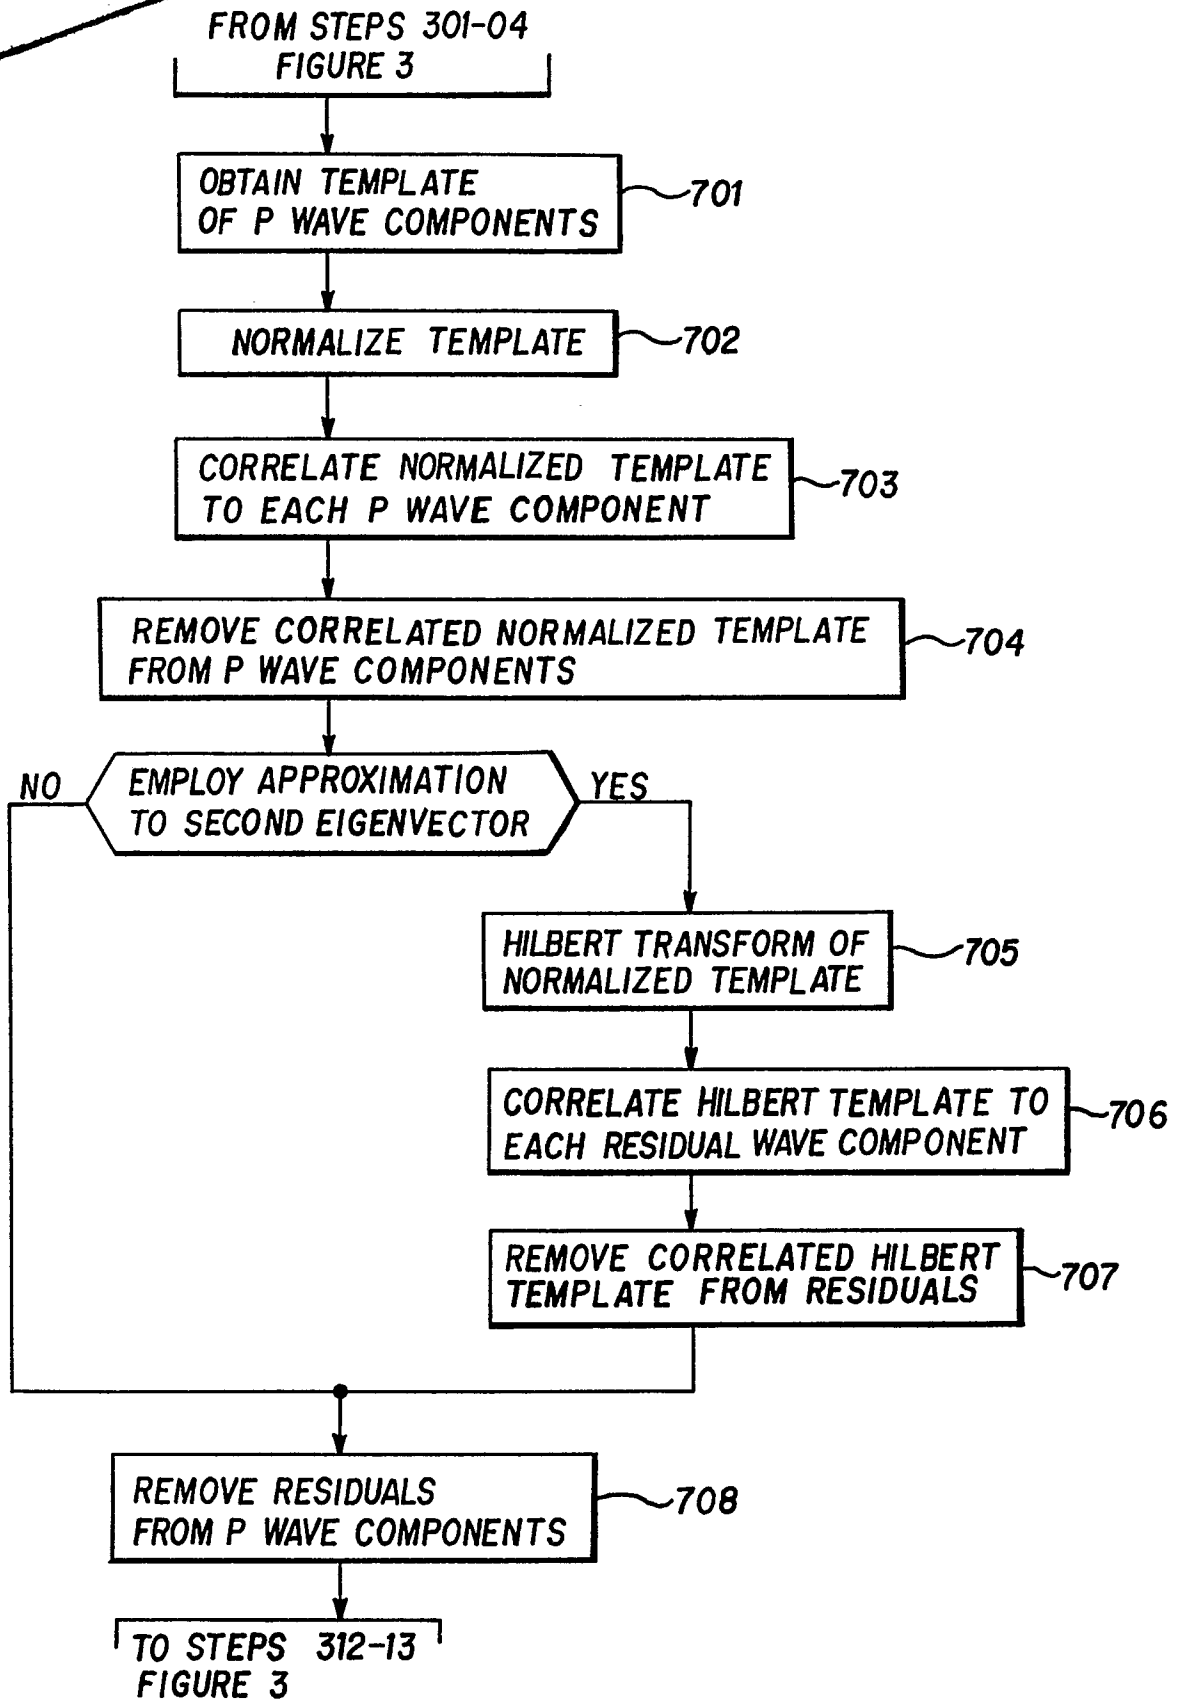 FROM STEPS 301-04
FIGURE 3
OBTAIN TEMPLATE
OF P WAVE COMPONENTS
701
NORMALIZE TEMPLATE
702
CORRELATE NORMALIZED TEMPLATE
TO EACH P WAVE COMPONENT
703
REMOVE CORRELATED NORMALIZED TEMPLATE
FROM P WAVE COMPONENTS
704
NO
EMPLOY APPROXIMATION
TO SECOND EIGENVECTOR
YES
HILBERT TRANSFORM OF
NORMALIZED TEMPLATE
705
CORRELATE HILBERT TEMPLATE TO
EACH RESIDUAL WAVE COMPONENT
706
REMOVE CORRELATED HILBERT
TEMPLATE FROM RESIDUALS
707
REMOVE RESIDUALS
FROM P WAVE COMPONENTS
708
TO STEPS 312-13
FIGURE 3